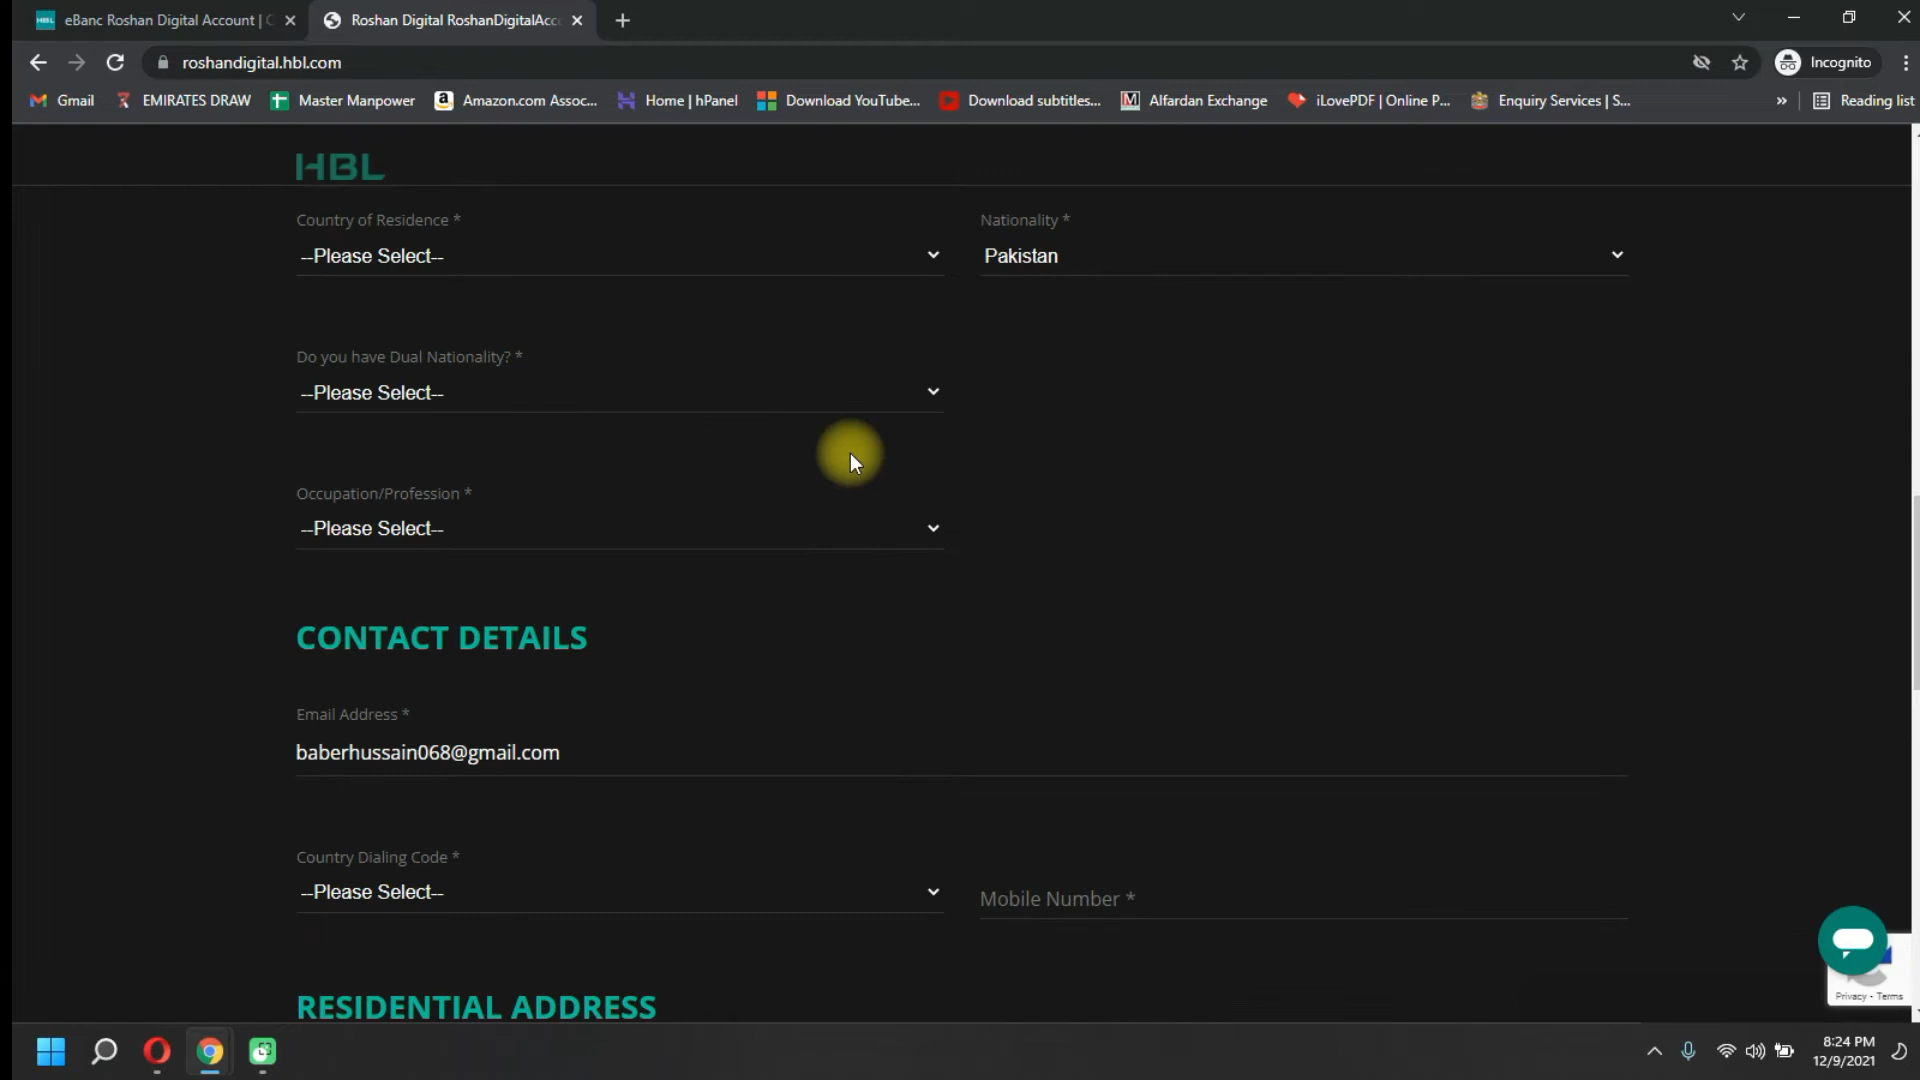 HBL eBanc Roshan Digital Account |
Roshan Digital RoshanDigitalAcc
roshandigital.hbl.com
Incognito
Gmail
EMIRATES DRAW
Master Manpower
Amazon.com Assoc...
Home | hPanel
Download YouTube...
Download subtitles...
M Alfardan Exchange
iLovePDF | Online P...
Enquiry Services | S...
»
Reading list
HBL
Country of Residence *
Nationality *
--Please Select--
Pakistan
Do you have Dual Nationality? *
--Please Select--
Occupation/Profession *
--Please Select--
CONTACT DETAILS
Email Address *
baberhussain068@gmail.com
Country Dialing Code *
--Please Select--
Mobile Number *
RESIDENTIAL ADDRESS
Privacy - Terms
8:24 PM
12/9/2021